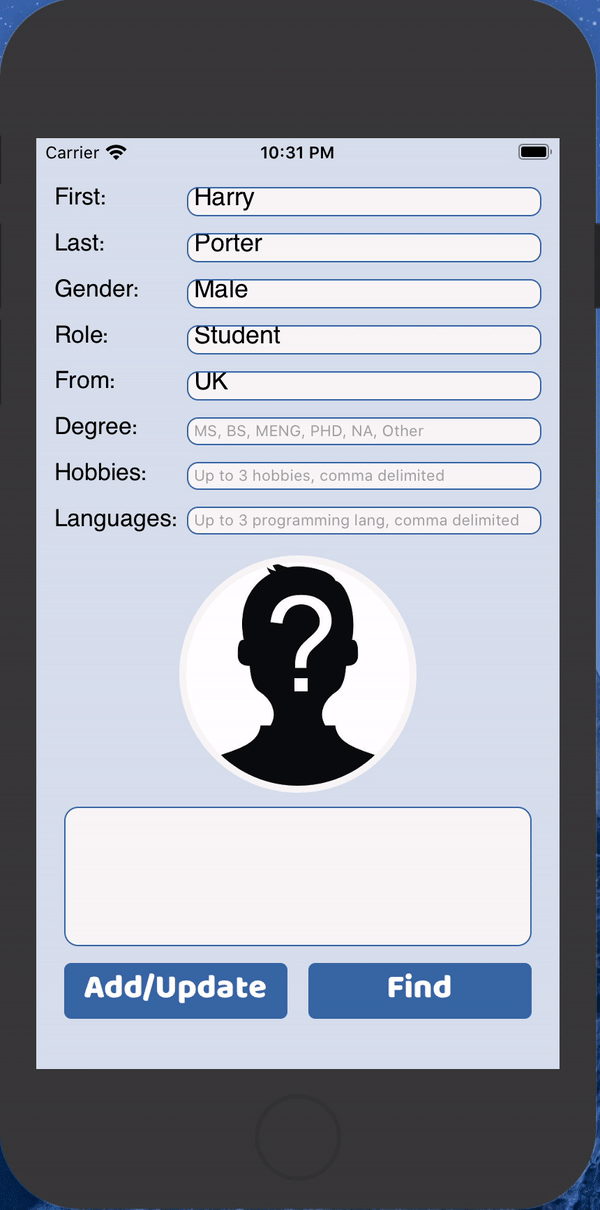 Carrier 10:31 PM
First: Harry
Last: Porter
Gender: Male
Role: Student
From: UK
Degree: MS, BS, MENG, PHD, NA, Other
Hobbies: Up to 3 hobbies, comma delimited
Languages: Up to 3 programming lang, comma delimited
?
Add/Update Find